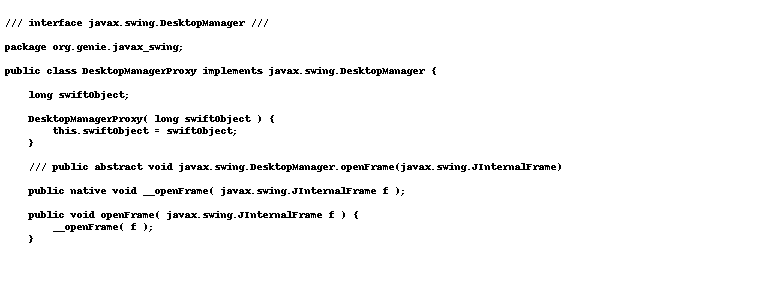 /// interface javax.swing.DesktopManager ///
package org.genie.javax_swing;
public class DesktopManagerProxy implements javax.swing.DesktopManager {
long swiftObject;
DesktopManagerProxy( long swiftObject ) {
this.swiftObject = swiftObject;
}
/// public abstract void javax.swing.DesktopManager.openFrame(javax.swing.JInternalFrame)
public native void __openFrame( javax.swing.JInternalFrame f );
public void openFrame( javax.swing.JInternalFrame f ) {
__openFrame( f );
}